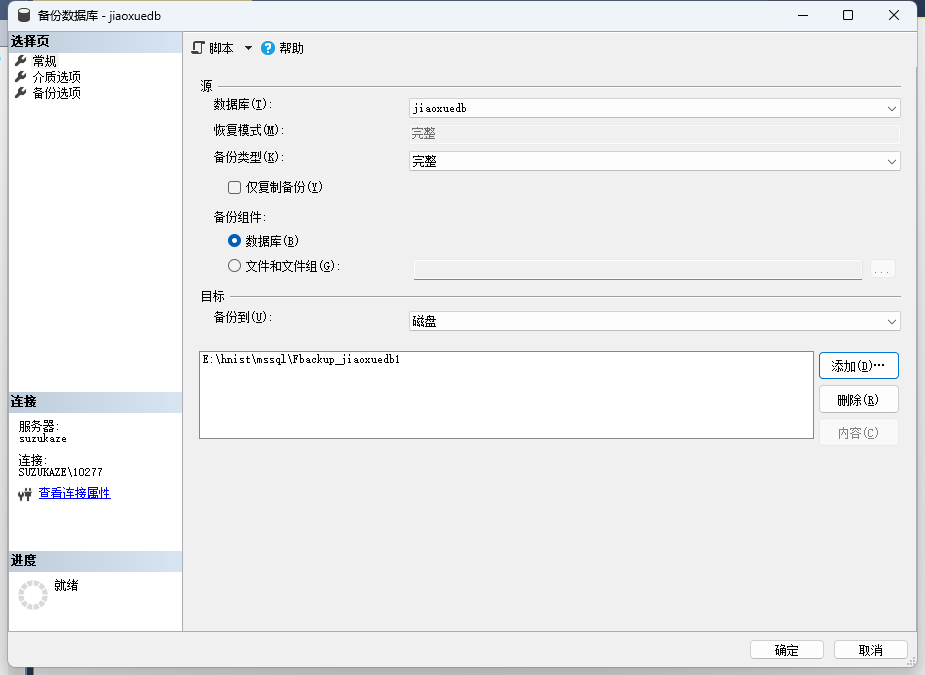 备份数据库 - jiaoxuedb
选择页
常规
介质选项
备份选项
脚本
帮助
源
数据库(T):
jiaoxuedb
恢复模式(M):
完整
备份类型(K):
完整
仅复制备份(Y)
备份组件:
数据库(B)
文件和文件组(G):
...
目标
备份到(U):
磁盘
E:\hnist\mssql\Fbackup_jiaoxuedb1
添加(D)…
删除(R)
内容(C)
连接
服务器:
suzukaze
连接:
SUZUKAZE\10277
查看连接属性
进度
就绪
确定
取消